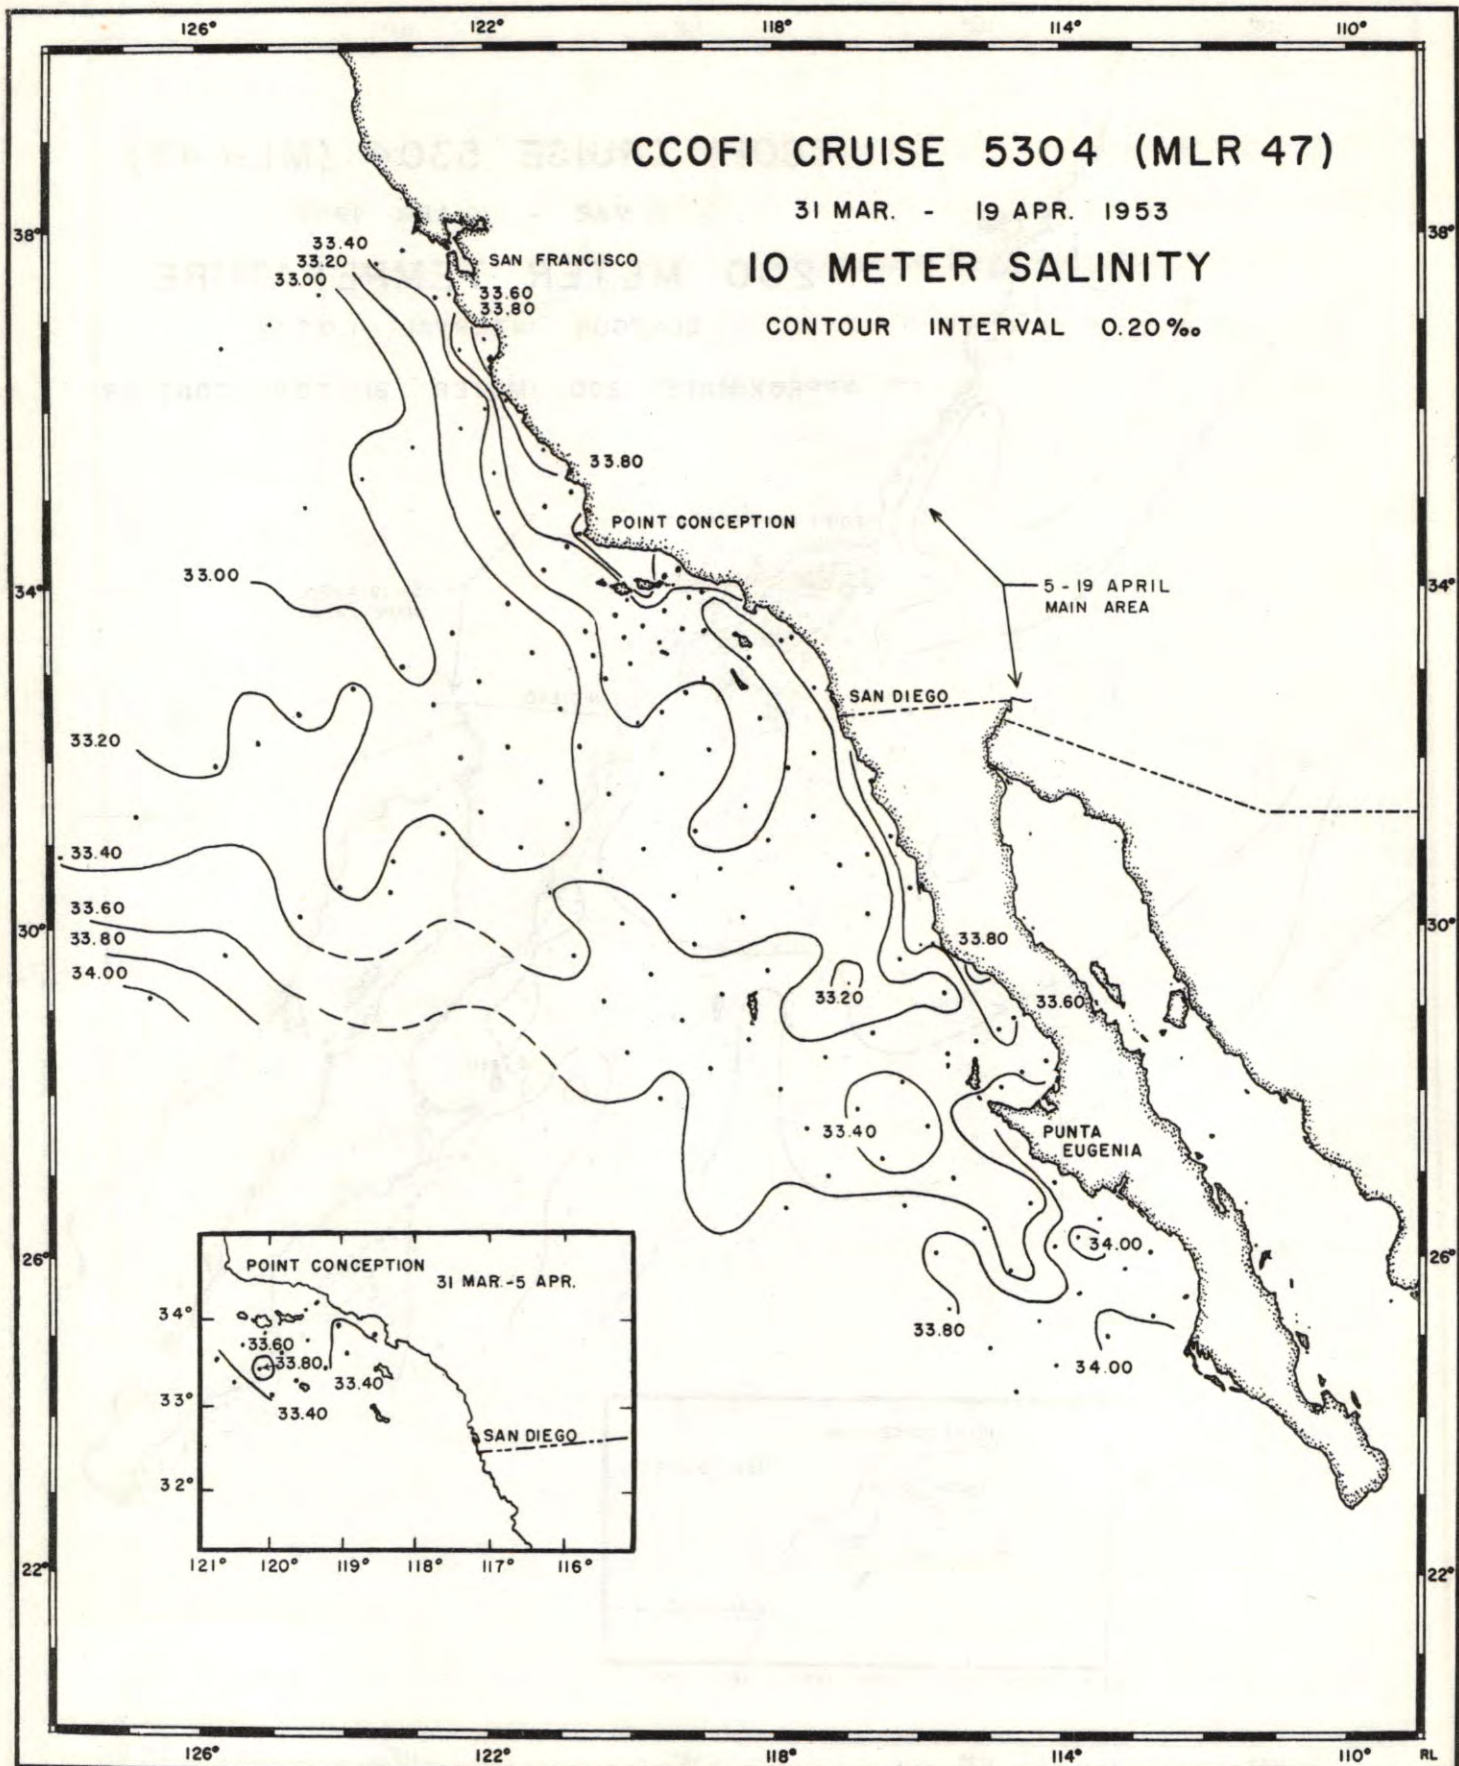 126° 122° 118° 114° 110°
CCOFI CRUISE 5304 (MLR 47)
31 MAR. - 19 APR. 1953
10 METER SALINITY
CONTOUR INTERVAL 0.20‰
38° 38°
33.40
33.20
33.00
SAN FRANCISCO
33.60
33.80
33.80
POINT CONCEPTION
34° 34°
33.00
5-19 APRIL
MAIN AREA
SAN DIEGO
33.20
33.40
33.60
33.80
34.00
30° 30°
33.80
33.20
33.60
33.40
PUNTA
EUGENIA
34.00
26° 26°
33.80
34.00
POINT CONCEPTION
31 MAR.-5 APR.
34°
33.60
33.80
33.40
33°
33.40
SAN DIEGO
32°
121° 120° 119° 118° 117° 116°
22° 22°
126° 122° 118° 114° 110°
RL